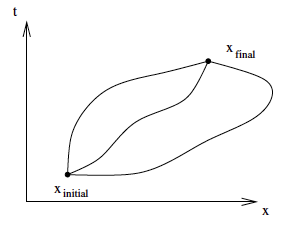 t
x final
x initial
x